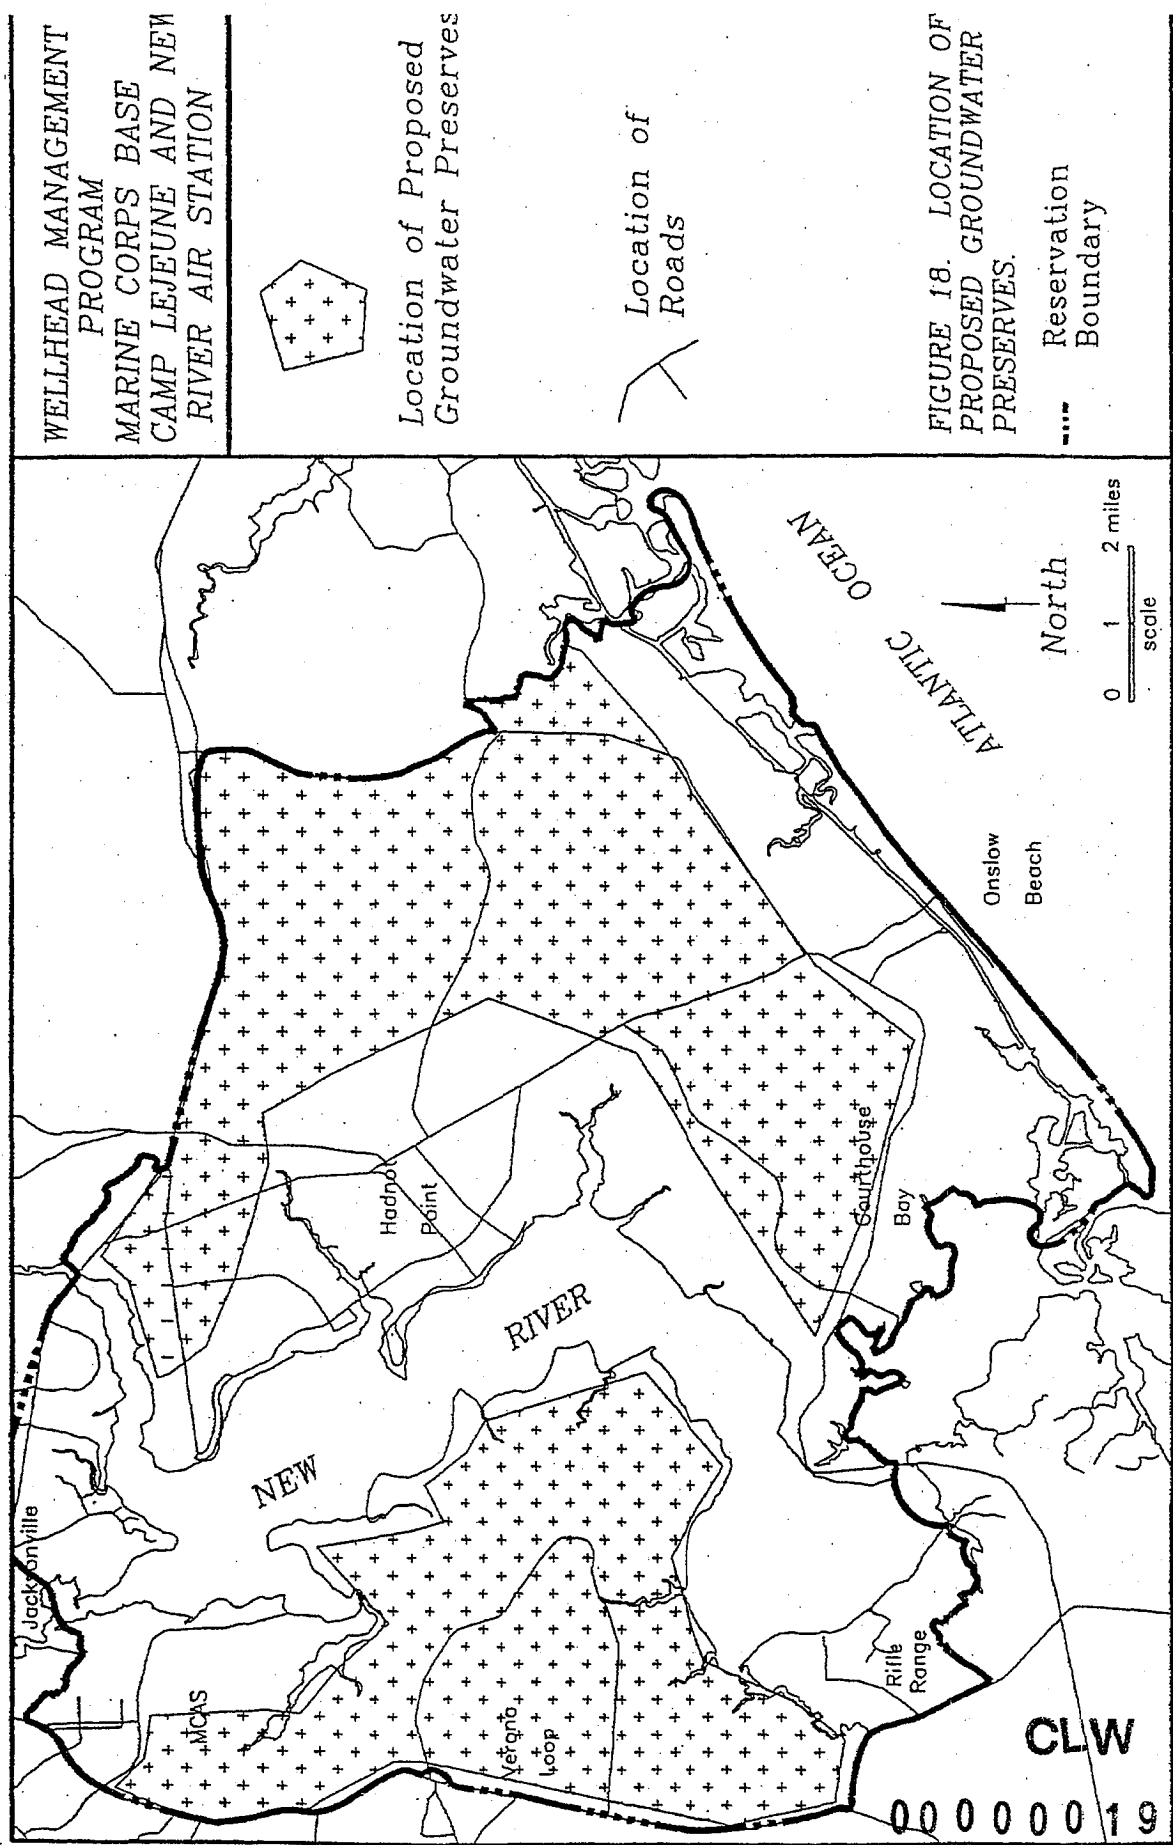 WELLHEAD MANAGEMENT
PROGRAM
MARINE CORPS BASE
CAMP LEJEUNE AND NEW
RIVER AIR STATION
Location of Proposed
Groundwater Preserves
Location of
Roads
FIGURE 18. LOCATION OF
PROPOSED GROUNDWATER
PRESERVES.
Reservation
Boundary
Jacksonville
MCAS
NEW
RIVER
Hadnot
Point
Verona
Loop
Courthouse
Bay
Rifle
Range
Onslow
Beach
ATLANTIC
OCEAN
North
0 1 2 miles
scale
CLW
0000000019